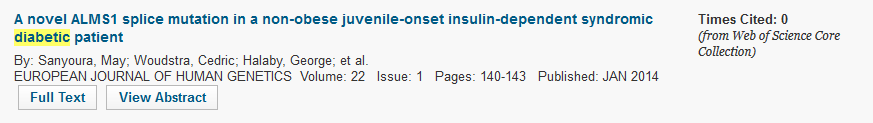 A novel ALMS1 splice mutation in a non-obese juvenile-onset insulin-dependent syndromic
diabetic patient
By: Sanyoura, May; Woudstra, Cedric; Halaby, George; et al.
EUROPEAN JOURNAL OF HUMAN GENETICS Volume: 22 Issue: 1 Pages: 140-143 Published: JAN 2014
Full Text View Abstract
Times Cited: 0
(from Web of Science Core
Collection)